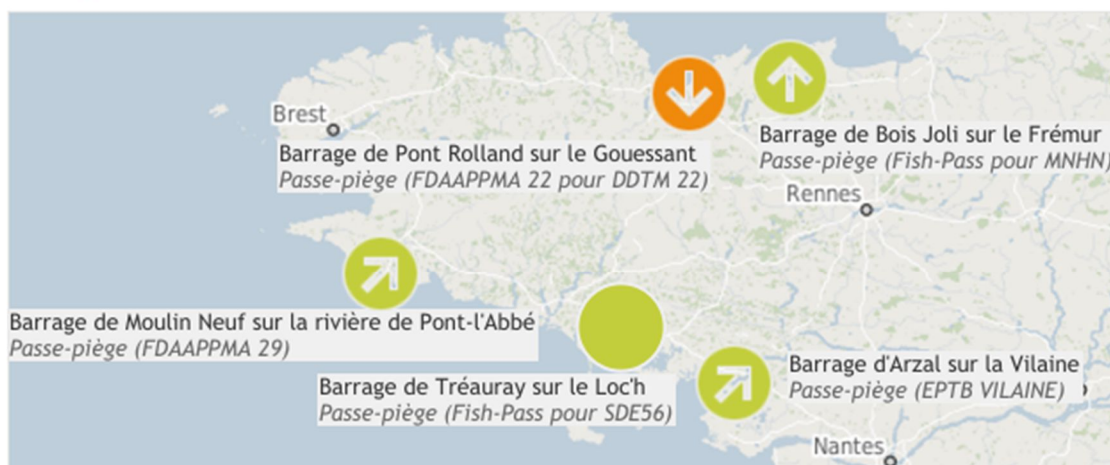 Brest
Barrage de Pont Rolland sur le Gouessant
Passe-piège (FDAAPPMA 22 pour DDTM 22)
Barrage de Bois Joli sur le Frémur
Passe-piège (Fish-Pass pour MNHN)
Rennes
Barrage de Moulin Neuf sur la rivière de Pont-l'Abbé
Passe-piège (FDAAPPMA 29)
Barrage de Tréauray sur le Loc'h
Passe-piège (Fish-Pass pour SDE56)
Barrage d'Arzal sur la Vilaine
Passe-piège (EPTB VILAINE)
Nantes